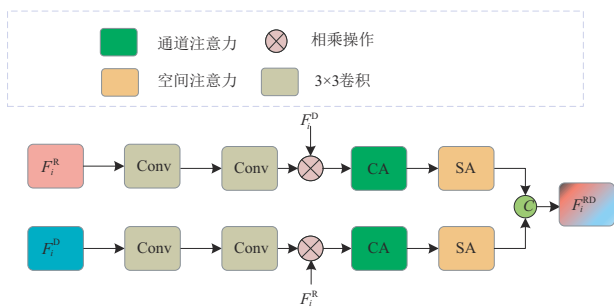 通道注意力 相乘操作
空间注意力 3×3卷积
F_i^D
F_i^R Conv Conv CA SA
C F_i^RD
F_i^D Conv Conv CA SA
F_i^R